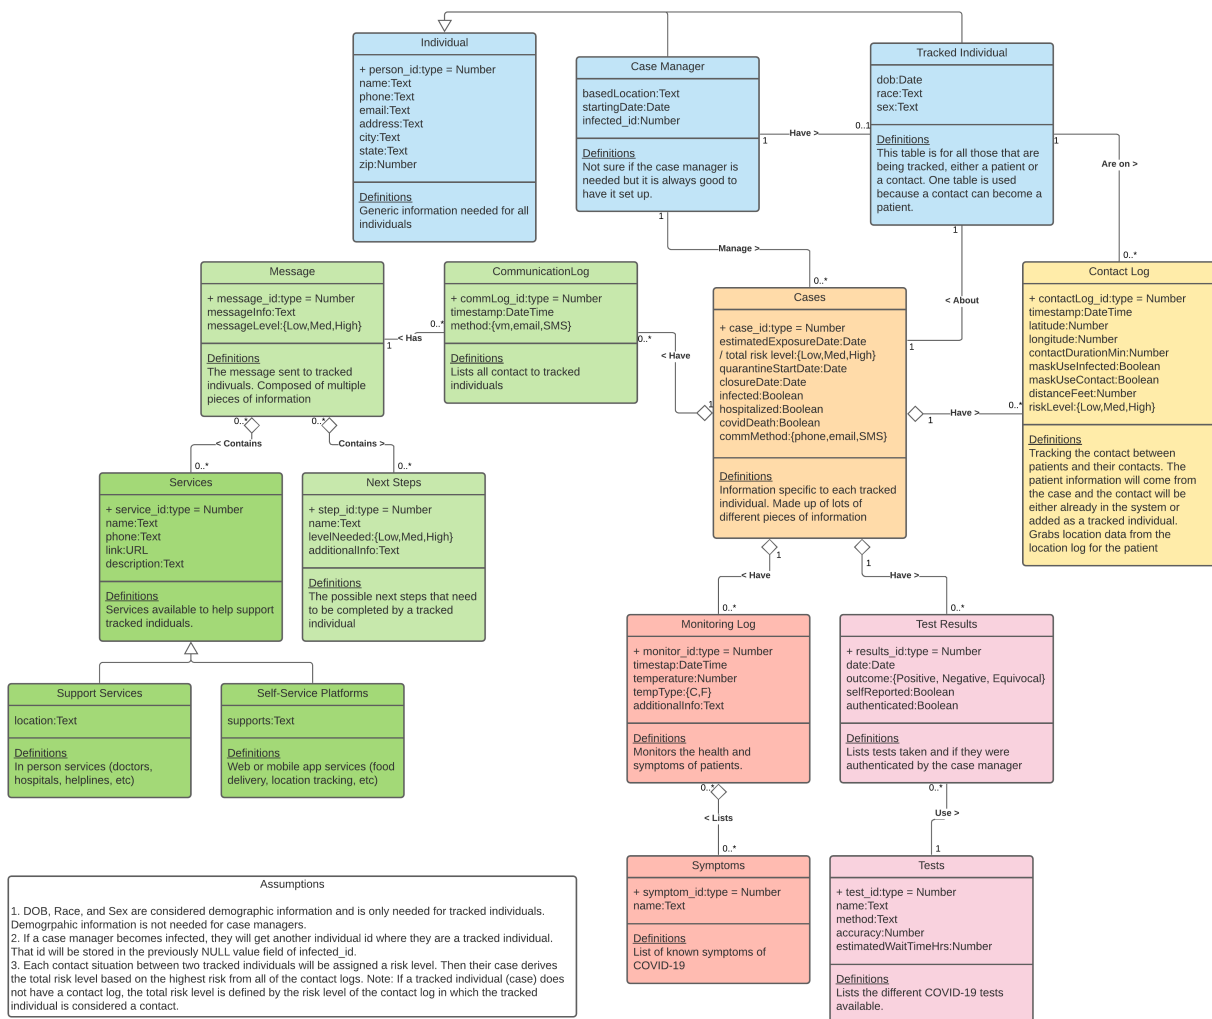 Individual
+ person_id:type = Number
name:Text
phone:Text
email:Text
address:Text
city:Text
state:Text
zip:Number
Definitions
Generic information needed for all
individuals
Case Manager
basedLocation:Text
startingDate:Date
infected_id:Number
Definitions
Not sure if the case manager is
needed but it is always good to
have it set up.
1
Have >
0..1
Tracked Individual
dob:Date
race:Text
sex:Text
Definitions
This table is for all those that are
being tracked, either a patient or
a contact. One table is used
because a contact can become a
patient.
1
Are on >
0..*
1
Manage >
0..*
1
< About
1
Message
+ message_id:type = Number
messageInfo:Text
messageLevel:{Low,Med,High}
Definitions
The message sent to tracked
indivuals. Composed of multiple
pieces of information
1
< Has
0..*
CommunicationLog
+ commLog_id:type = Number
timestamp:DateTime
method:{vm,email,SMS}
Definitions
Lists all contact to tracked
individuals
0..*
< Have
1
Cases
+ case_id:type = Number
estimatedExposureDate:Date
/ total risk level:{Low,Med,High}
quarantineStartDate:Date
closureDate:Date
infected:Boolean
hospitalized:Boolean
covidDeath:Boolean
commMethod:{phone,email,SMS}
Definitions
Information specific to each tracked
individual. Made up of lots of
different pieces of information
1
Have >
0..*
Contact Log
+ contactLog_id:type = Number
timestamp:DateTime
latitude:Number
longitude:Number
contactDurationMin:Number
maskUseInfected:Boolean
maskUseContact:Boolean
distanceFeet:Number
riskLevel:{Low,Med,High}
Definitions
Tracking the contact between
patients and their contacts. The
patient information will come from
the case and the contact will be
either already in the system or
added as a tracked individual.
Grabs location data from the
location log for the patient
0..*
< Contains
0..*
0..*
Contains >
0..*
Services
+ service_id:type = Number
name:Text
phone:Text
link:URL
description:Text
Definitions
Services available to help support
tracked indiduals.
Next Steps
+ step_id:type = Number
name:Text
levelNeeded:{Low,Med,High}
additionalInfo:Text
Definitions
The possible next steps that need
to be completed by a tracked
individual
1
< Have
0..*
1
Have >
0..*
Support Services
location:Text
Definitions
In person services (doctors,
hospitals, helplines, etc)
Self-Service Platforms
supports:Text
Definitions
Web or mobile app services (food
delivery, location tracking, etc)
Monitoring Log
+ monitor_id:type = Number
timestap:DateTime
temperature:Number
tempType:{C,F}
additionalInfo:Text
Definitions
Monitors the health and
symptoms of patients.
Test Results
+ results_id:type = Number
date:Date
outcome:{Positive, Negative, Equivocal}
selfReported:Boolean
authenticated:Boolean
Definitions
Lists tests taken and if they were
authenticated by the case manager
0..*
< Lists
0..*
0..*
Use >
1
Symptoms
+ symptom_id:type = Number
name:Text
Definitions
List of known symptoms of
COVID-19
Tests
+ test_id:type = Number
name:Text
method:Text
accuracy:Number
estimatedWaitTimeHrs:Number
Definitions
Lists the different COVID-19 tests
available.
Assumptions
1. DOB, Race, and Sex are considered demographic information and is only needed for tracked individuals.
Demogrpahic information is not needed for case managers.
2. If a case manager becomes infected, they will get another individual id where they are a tracked individual.
That id will be stored in the previously NULL value field of infected_id.
3. Each contact situation between two tracked individuals will be assigned a risk level. Then their case derives
the total risk level based on the highest risk from all of the contact logs. Note: If a tracked individual (case) does
not have a contact log, the total risk level is defined by the risk level of the contact log in which the tracked
individual is considered a contact.